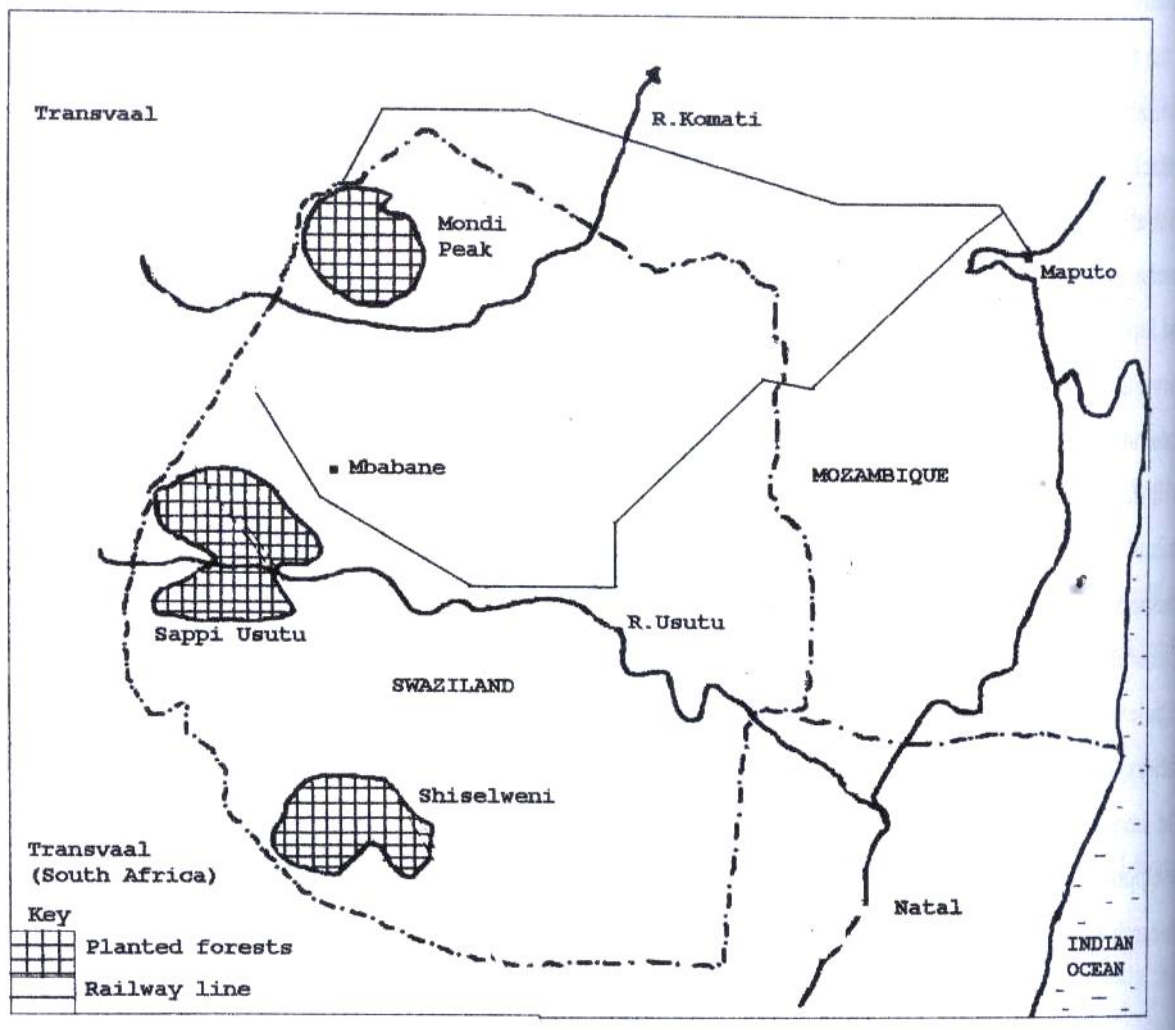 Transvaal
R.Komati
Mondi
Peak
Maputo
Mbabane
MOZAMBIQUE
Sappi Usutu
R.Usutu
SWAZILAND
Shiselweni
Transvaal
(South Africa)
Natal
Key
Planted forests
INDIAN
OCEAN
Railway line